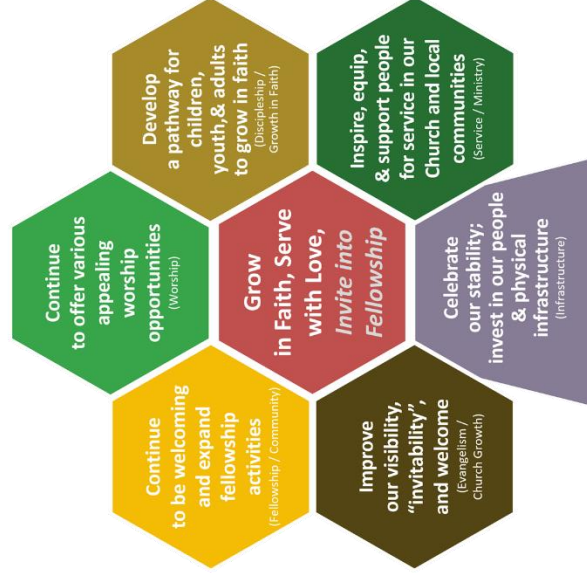 Continue
to offer various
appealing
worship
opportunities
(Worship)
Develop
a pathway for
children,
youth,& adults
to grow in faith
(Discipleship /
Growth in Faith)
Inspire, equip,
& support people
for service in our
Church and local
communities
(Service / Ministry)
Celebrate
our stability;
invest in our people
& physical
infrastructure
(Infrastructure)
Improve
our visibility,
“invitability”,
and welcome
(Evangelism /
Church Growth)
Continue
to be welcoming
and expand
fellowship
activities
(Fellowship / Community)
Grow
in Faith, Serve
with Love,
Invite into
Fellowship